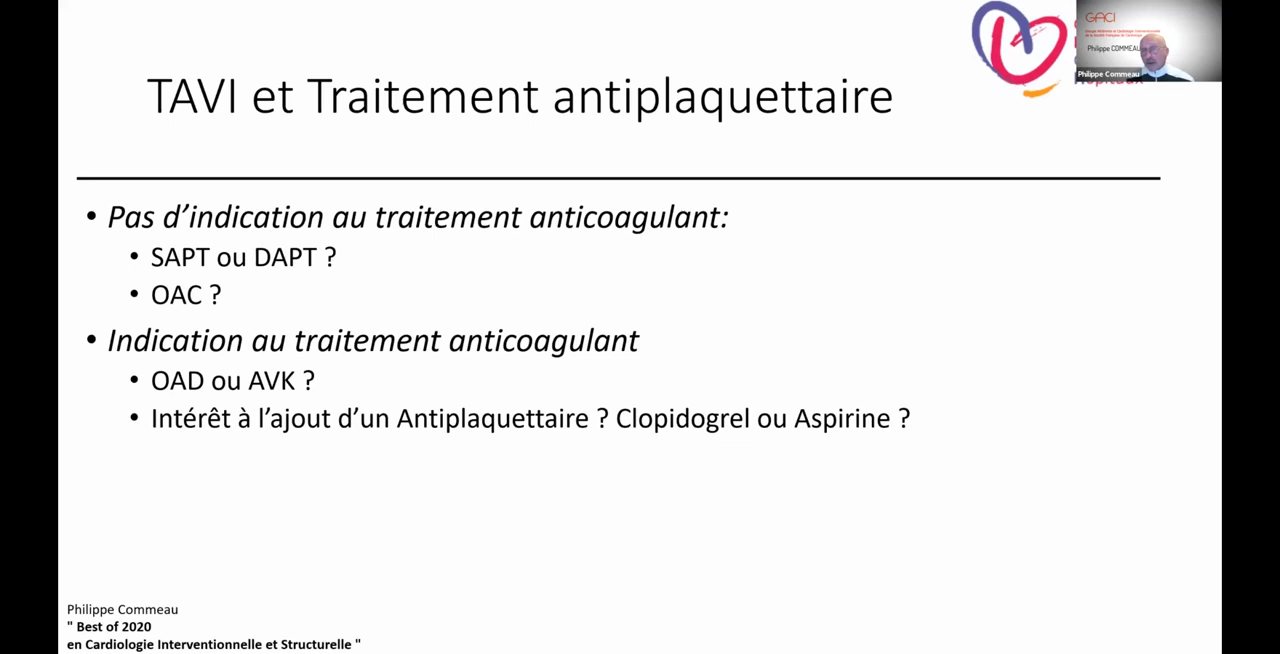 TAVI et Traitement antiplaquettaire
GACI
Philippe COMMEAU
Philippe Commeau
• Pas d’indication au traitement anticoagulant:
• SAPT ou DAPT ?
• OAC ?
• Indication au traitement anticoagulant
• OAD ou AVK ?
• Intérêt à l’ajout d’un Antiplaquettaire ? Clopidogrel ou Aspirine ?
Philippe Commeau
" Best of 2020
en Cardiologie Interventionnelle et Structurelle "